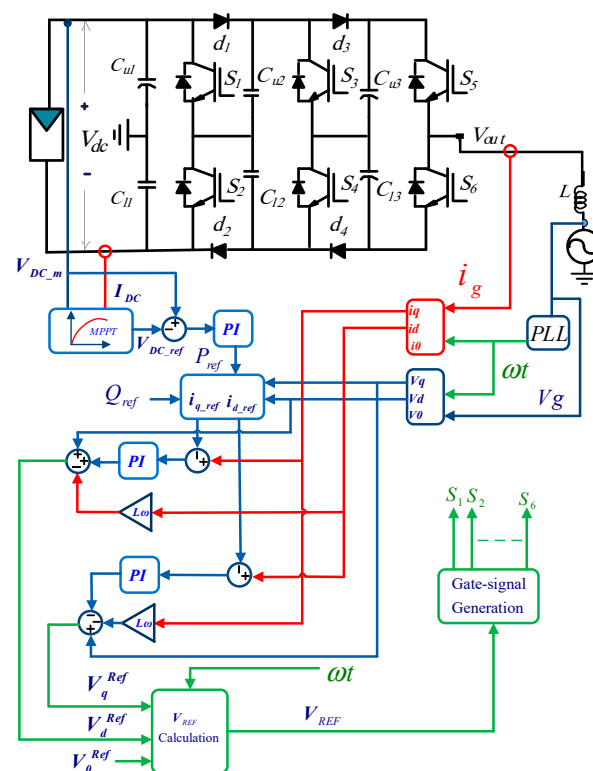 d1 d3
Cu1 S1 Cu2 S3 Cu3 S5
+
Vdc
-
Vout
Cl1 S2 Cl2 S4 Cl3 S6
L
d2 d4
VDC_m
IDC
ig
MPPT
VDC_ref
PI
iq
id
i0
PLL
Pref
ωt
Qref
iq_ref id_ref
Vq
Vd
V0
Vg
PI
Lω
S1 S2 S6
PI
Gate-signal
Generation
Lω
ωt
Vq Ref
VREF
Calculation
VREF
Vd Ref
V0 Ref